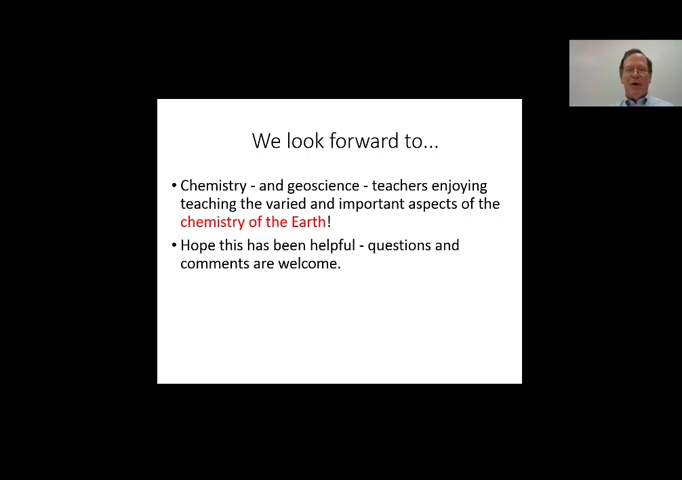 We look forward to...
• Chemistry - and geoscience - teachers enjoying
teaching the varied and important aspects of the
chemistry of the Earth!
• Hope this has been helpful - questions and
comments are welcome.